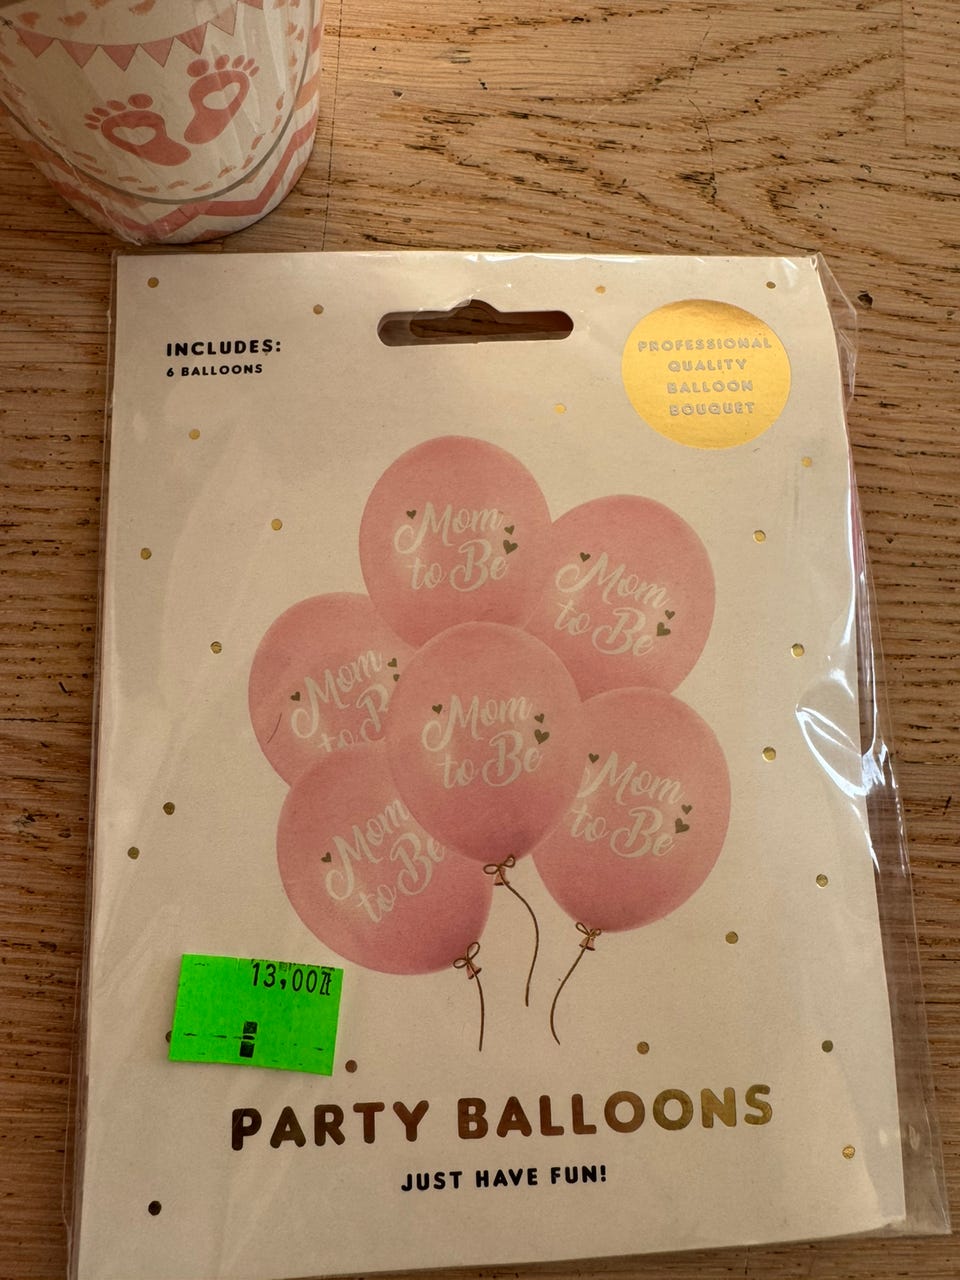 INCLUDES:
6 BALLOONS
PROFESSIONAL
QUALITY
BALLOON
BOUQUET
Mom
to Be
Mom
to Be
Mom
to B
Mom
to Be
Mom
to Be
Mom
to Be
13,00zł
PARTY BALLOONS
JUST HAVE FUN!